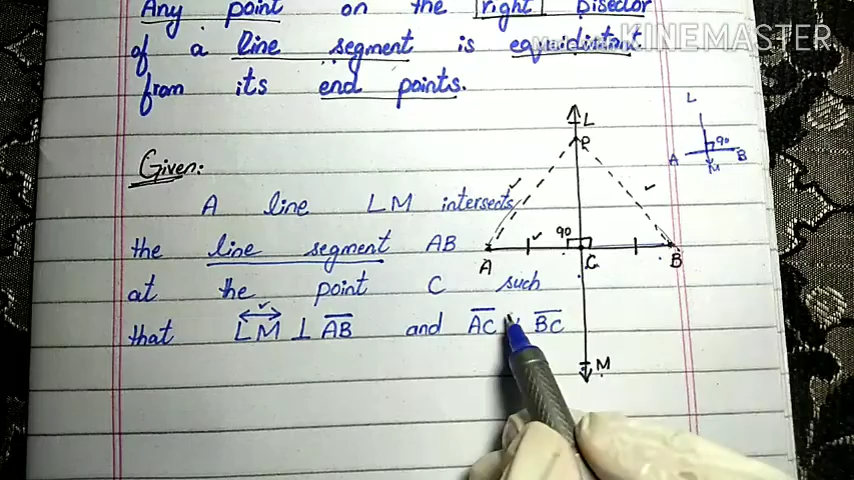 Any point on the right bisector
of a line segment is equidistant
from its end points.
KINEMASTER
Given:
A line LM intersects
the line segment AB
at the point C such
that LM ⊥ AB and AC BC
L
P
90
A
C
B
M
L
90
A
B
M